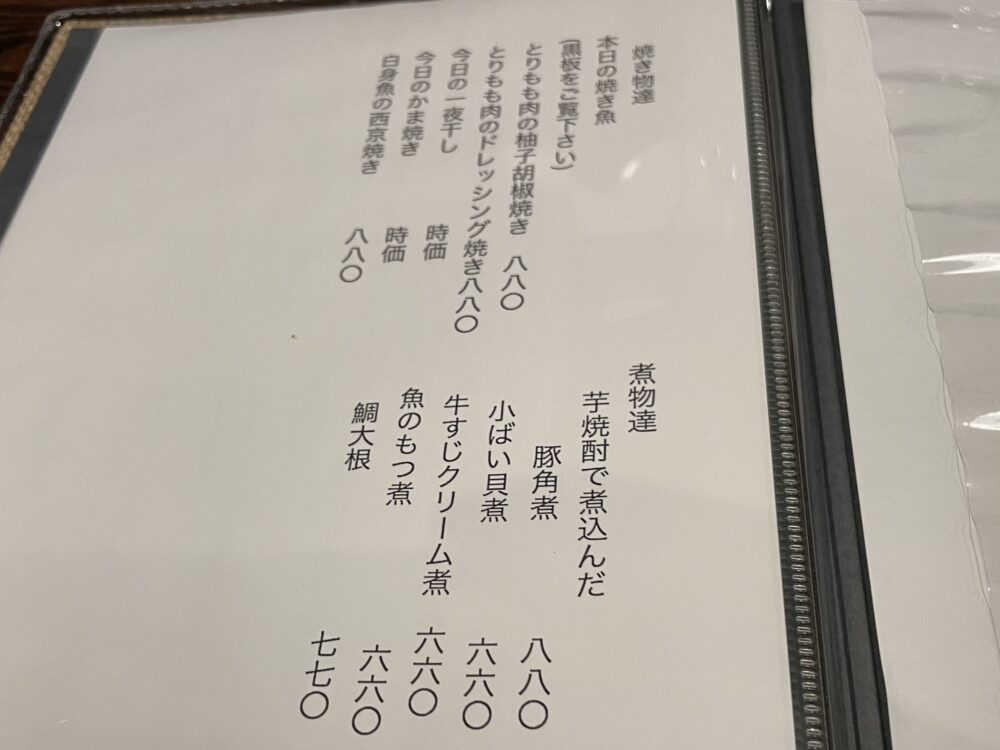 焼き物達
本日の焼き魚
(黒板をご覧下さい)
とりもも肉の柚子胡椒焼き 八八〇
とりもも肉のドレッシング焼き八八〇
今日の一夜干し 時価
今日のかま焼き 時価
白身魚の西京焼き 八八〇
煮物達
芋焼酎で煮込んだ
豚角煮 八八〇
小ばい貝煮 六六〇
牛すじクリーム煮 六六〇
魚のもつ煮 六六〇
鯛大根 七七〇